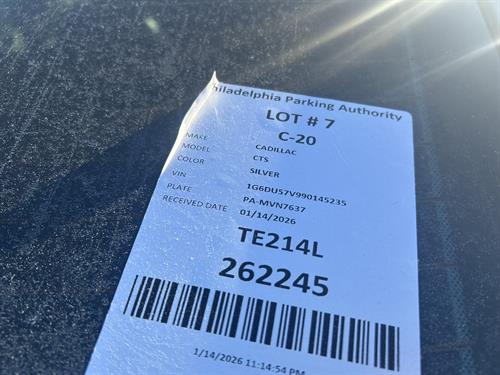 Philadelphia Parking Authority
LOT # 7
C-20
MAKE CADILLAC
MODEL CTS
COLOR SILVER
VIN 1G6DU57V990145235
PLATE PA-MVN7637
RECEIVED DATE 01/14/2026
TE214L
262245
1/14/2026 11:14:54 PM